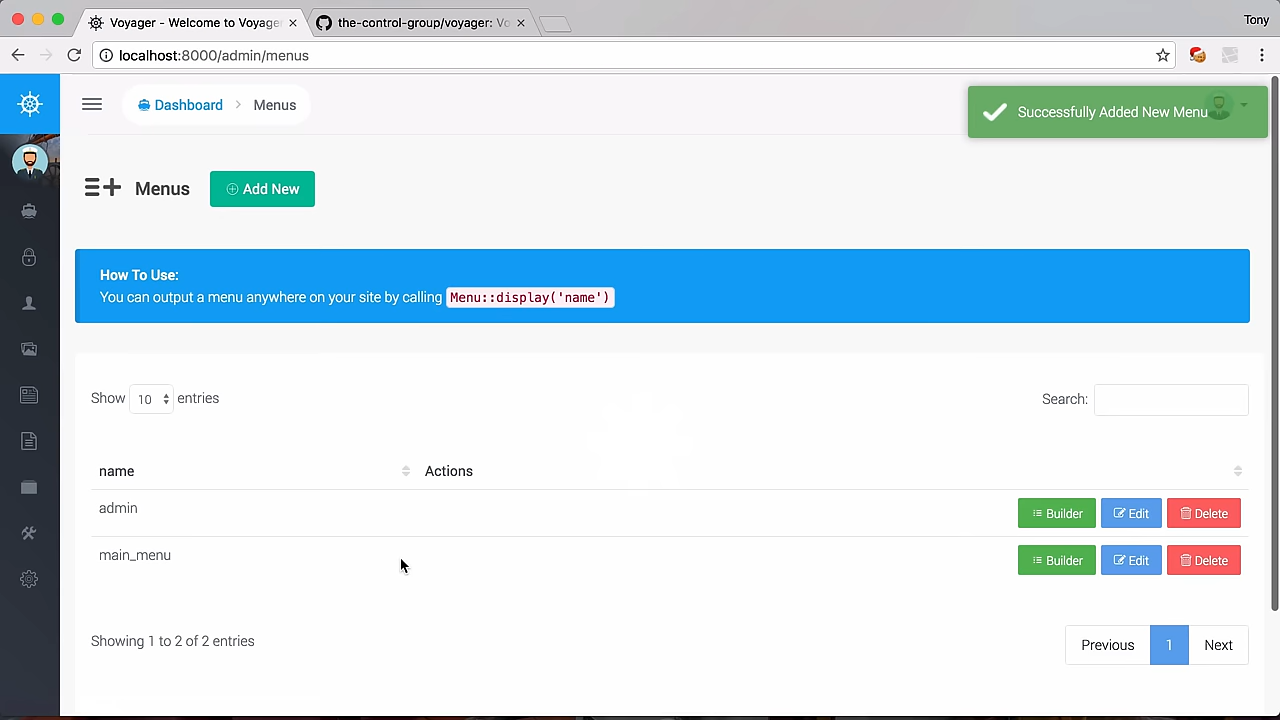 Voyager - Welcome to Voyager
the-control-group/voyager: Vo
Tony
localhost:8000/admin/menus
Dashboard > Menus
Successfully Added New Menu
Menus
Add New
How To Use:
You can output a menu anywhere on your site by calling Menu::display('name')
Show 10 entries
Search:
name
Actions
admin
Builder
Edit
Delete
main_menu
Builder
Edit
Delete
Showing 1 to 2 of 2 entries
Previous
1
Next